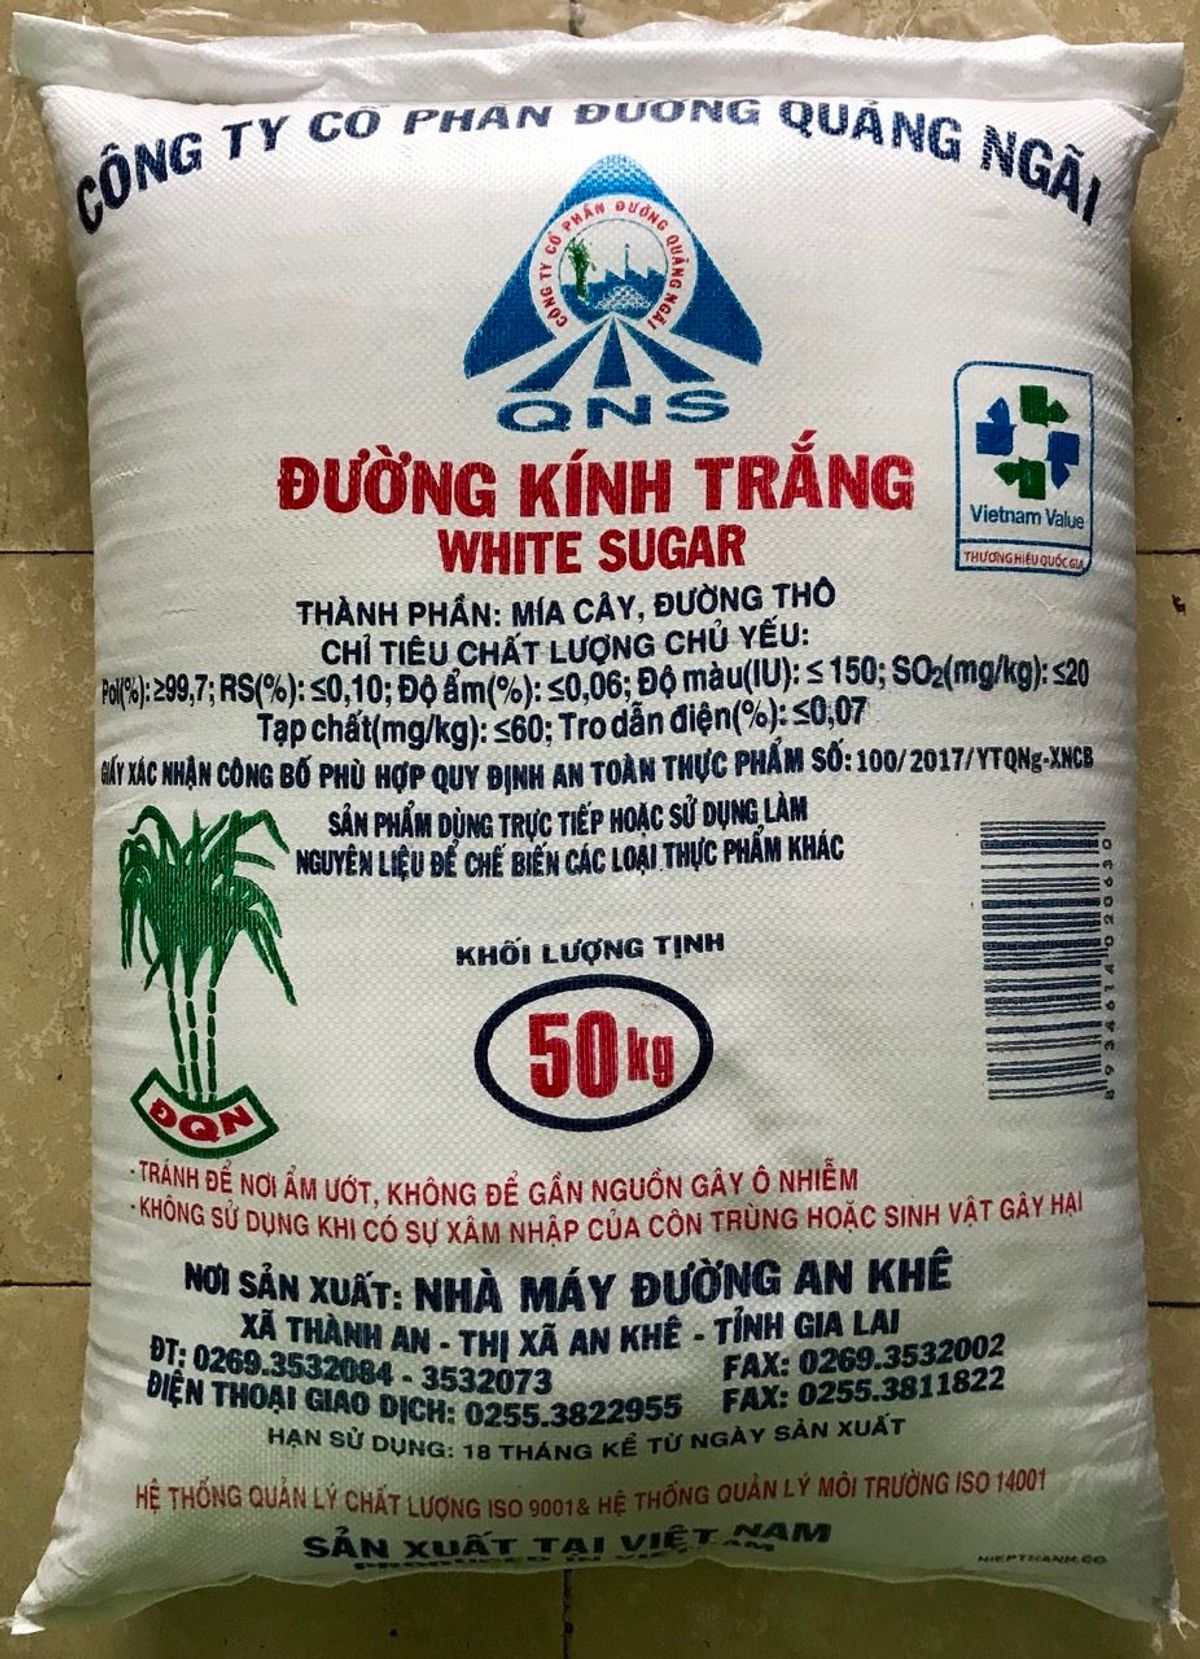 CÔNG TY CỔ PHẦN ĐƯỜNG QUẢNG NGÃI
CÔNG TY CỔ PHẦN ĐƯỜNG QUẢNG NGÃI
QNS
ĐƯỜNG KÍNH TRẮNG
WHITE SUGAR
Vietnam Value
THƯƠNG HIỆU QUỐC GIA
THÀNH PHẦN: MÍA CÂY, ĐƯỜNG THÔ
CHỈ TIÊU CHẤT LƯỢNG CHỦ YẾU:
Pol(%): ≥99,7; RS(%): ≤0,10; Độ ẩm(%): ≤0,06; Độ màu(IU): ≤ 150; SO2(mg/kg): ≤20
Tạp chất(mg/kg): ≤60; Tro dẫn điện(%): ≤0,07
GIẤY XÁC NHẬN CÔNG BỐ PHÙ HỢP QUY ĐỊNH AN TOÀN THỰC PHẨM SỐ: 100/ 2017/ YTQNg-XNCB
SẢN PHẨM DÙNG TRỰC TIẾP HOẶC SỬ DỤNG LÀM
NGUYÊN LIỆU ĐỂ CHẾ BIẾN CÁC LOẠI THỰC PHẨM KHÁC
KHỐI LƯỢNG TỊNH
50kg
8934614020630
ĐQN
- TRÁNH ĐỂ NƠI ẨM ƯỚT, KHÔNG ĐỂ GẦN NGUỒN GÂY Ô NHIỄM
- KHÔNG SỬ DỤNG KHI CÓ SỰ XÂM NHẬP CỦA CÔN TRÙNG HOẶC SINH VẬT GÂY HẠI
NƠI SẢN XUẤT: NHÀ MÁY ĐƯỜNG AN KHÊ
XÃ THÀNH AN - THỊ XÃ AN KHÊ - TỈNH GIA LAI
ĐT: 0269.3532084 - 3532073 FAX: 0269.3532002
ĐIỆN THOẠI GIAO DỊCH: 0255.3822955 FAX: 0255.3811822
HẠN SỬ DỤNG: 18 THÁNG KỂ TỪ NGÀY SẢN XUẤT
HỆ THỐNG QUẢN LÝ CHẤT LƯỢNG ISO 9001& HỆ THỐNG QUẢN LÝ MÔI TRƯỜNG ISO 14001
SẢN XUẤT TẠI VIỆT NAM
PRODUCED IN VIETNAM